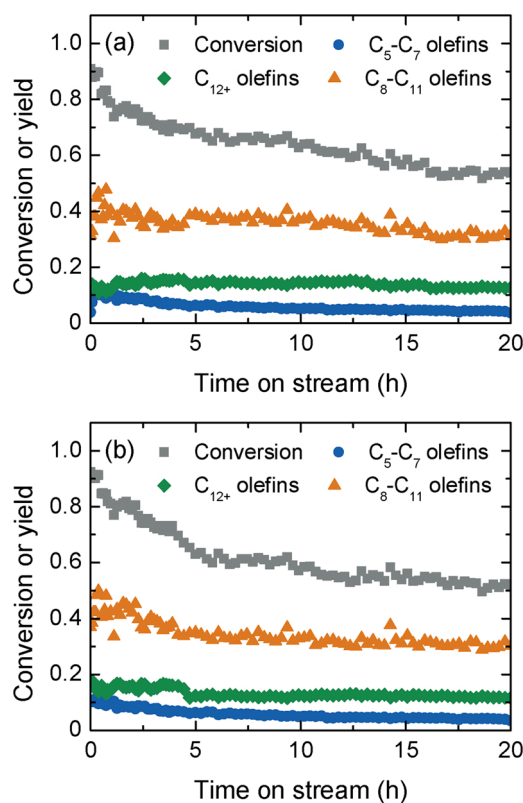 (a) Conversion C₅–C₇ olefins
C₁₂₊ olefins C₈–C₁₁ olefins
1.0
0.8
0.6
0.4
0.2
0
Conversion or yield
0 5 10 15 20
Time on stream (h)
(b) Conversion C₅–C₇ olefins
C₁₂₊ olefins C₈–C₁₁ olefins
1.0
0.8
0.6
0.4
0.2
0
Conversion or yield
0 5 10 15 20
Time on stream (h)